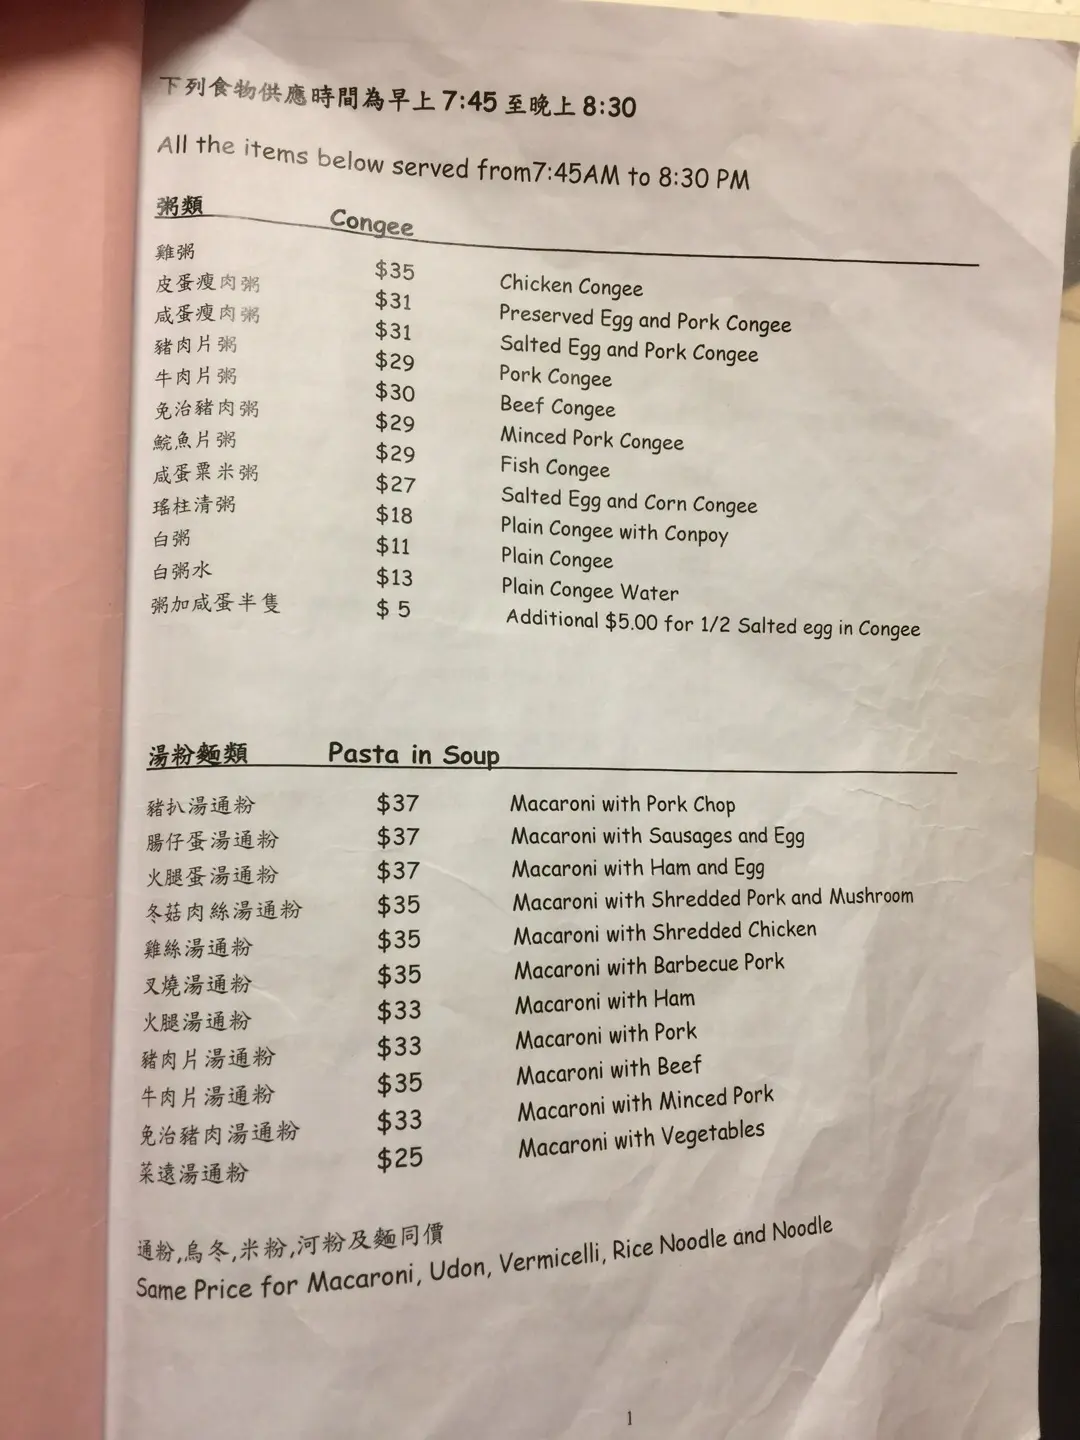 下列食物供應時間為早上 7:45 至晚上 8:30
All the items below served from7:45AM to 8:30 PM
粥類 Congee
雞粥 $35 Chicken Congee
皮蛋瘦肉粥 $31 Preserved Egg and Pork Congee
咸蛋瘦肉粥 $31 Salted Egg and Pork Congee
豬肉片粥 $29 Pork Congee
牛肉片粥 $30 Beef Congee
免治豬肉粥 $29 Minced Pork Congee
鯇魚片粥 $29 Fish Congee
咸蛋粟米粥 $27 Salted Egg and Corn Congee
瑤柱清粥 $18 Plain Congee with Conpoy
白粥 $11 Plain Congee
白粥水 $13 Plain Congee Water
粥加咸蛋半隻 $ 5 Additional $5.00 for 1/2 Salted egg in Congee
湯粉麵類 Pasta in Soup
豬扒湯通粉 $37 Macaroni with Pork Chop
腸仔蛋湯通粉 $37 Macaroni with Sausages and Egg
火腿蛋湯通粉 $37 Macaroni with Ham and Egg
冬菇肉絲湯通粉 $35 Macaroni with Shredded Pork and Mushroom
雞絲湯通粉 $35 Macaroni with Shredded Chicken
叉燒湯通粉 $35 Macaroni with Barbecue Pork
火腿湯通粉 $33 Macaroni with Ham
豬肉片湯通粉 $33 Macaroni with Pork
牛肉片湯通粉 $35 Macaroni with Beef
免治豬肉湯通粉 $33 Macaroni with Minced Pork
菜遠湯通粉 $25 Macaroni with Vegetables
通粉,烏冬,米粉,河粉及麵同價
Same Price for Macaroni, Udon, Vermicelli, Rice Noodle and Noodle
1